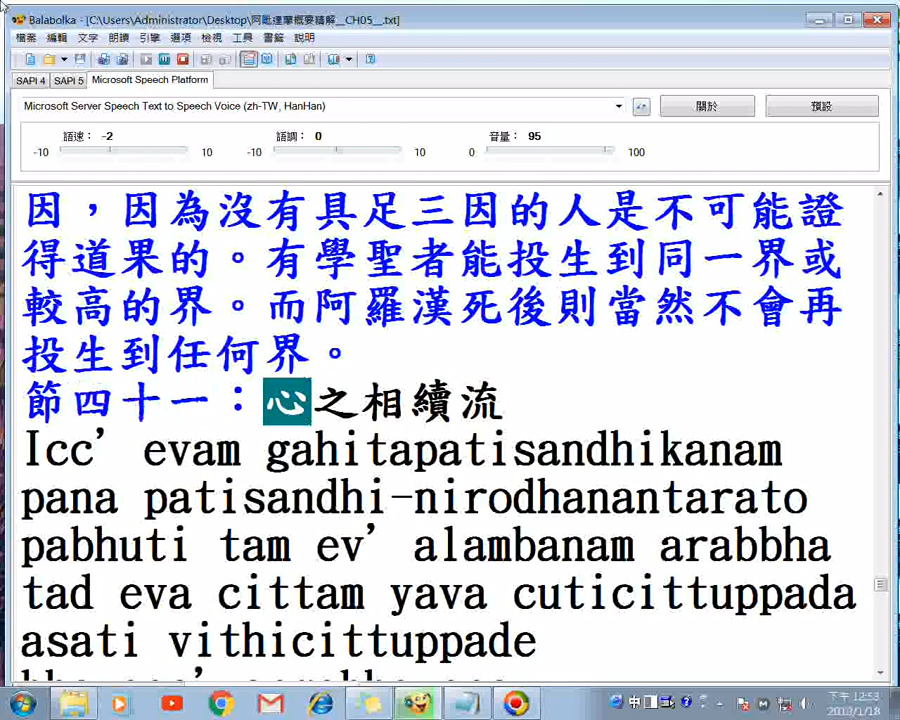 Balabolka - [C:\Users\Administrator\Desktop\阿毗達摩概要精解__CH05__.txt]
檔案 編輯 文字 朗讀 引擎 選項 檢視 工具 書籤 說明
SAPI 4 SAPI 5 Microsoft Speech Platform
Microsoft Server Speech Text to Speech Voice (zh-TW, HanHan) 關於 預設
語速： -2 語調： 0 音量： 95
-10 10 -10 10 0 100
因，因為沒有具足三因的人是不可能證
得道果的。有學聖者能投生到同一界或
較高的界。而阿羅漢死後則當然不會再
投生到任何界。
節四十一：心之相續流
Icc’ evam gahitapatisandhikanam
pana patisandhi-nirodhanantarato
pabhuti tam ev’ alambanam arabbha
tad eva cittam yava cuticittuppada
asati vithicittuppade
中
下午 12:53
2013/1/18